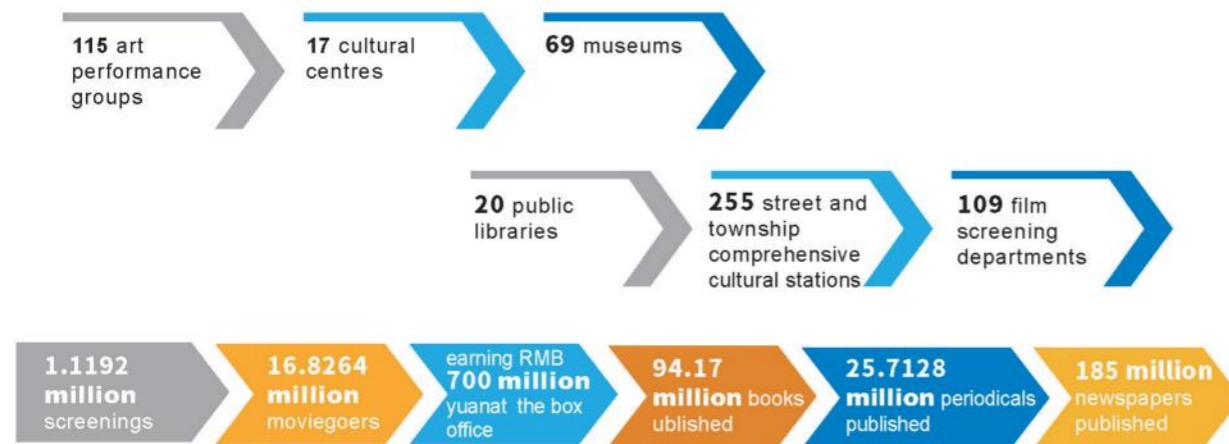 115 art
performance
groups
17 cultural
centres
69 museums
20 public
libraries
255 street and
township
comprehensive
cultural stations
109 film
screening
departments
1.1192
million
screenings
16.8264
million
moviegoers
earning RMB
700 million
yuanat the box
office
94.17
million books
ublished
25.7128
million periodicals
published
185 million
newspapers
published